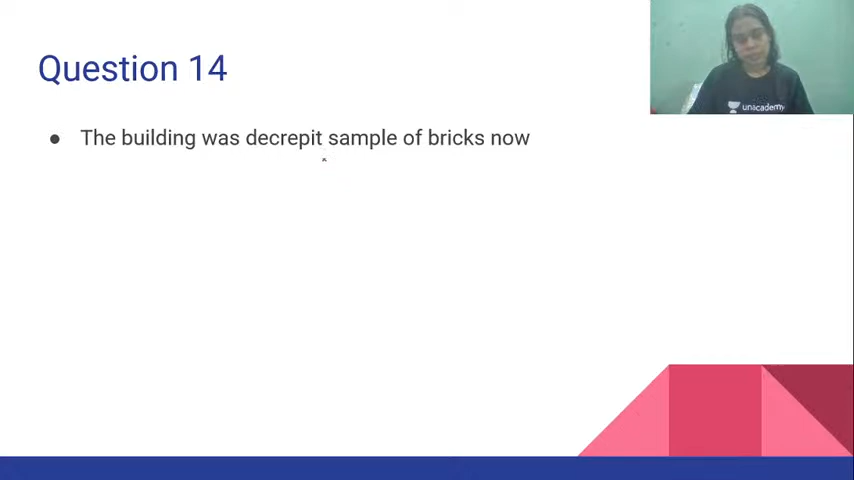 Question 14
● The building was decrepit sample of bricks now
unacademy